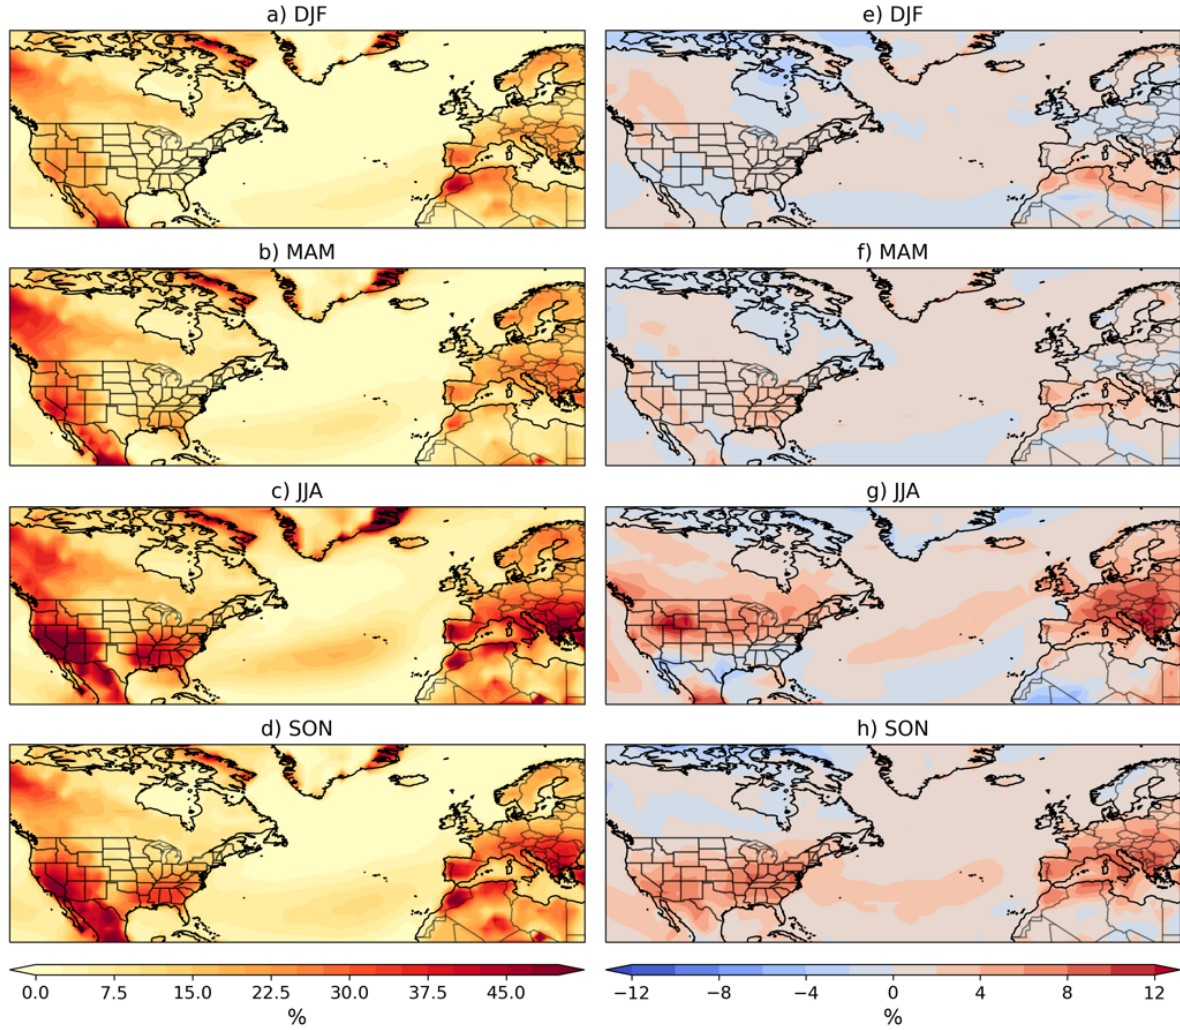 a) DJF
e) DJF
b) MAM
f) MAM
c) JJA
g) JJA
d) SON
h) SON
0.0 7.5 15.0 22.5 30.0 37.5 45.0
%
−12 −8 −4 0 4 8 12
%